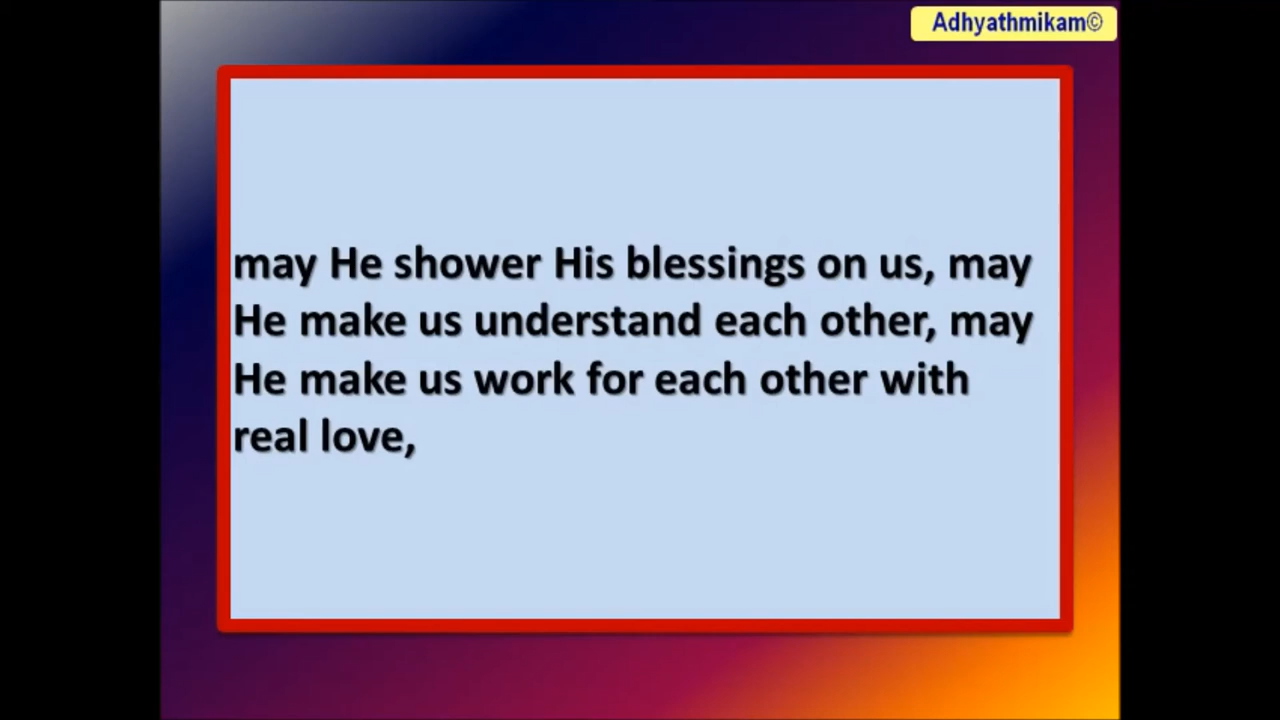 Adhyathmikam©
may He shower His blessings on us, may
He make us understand each other, may
He make us work for each other with
real love,